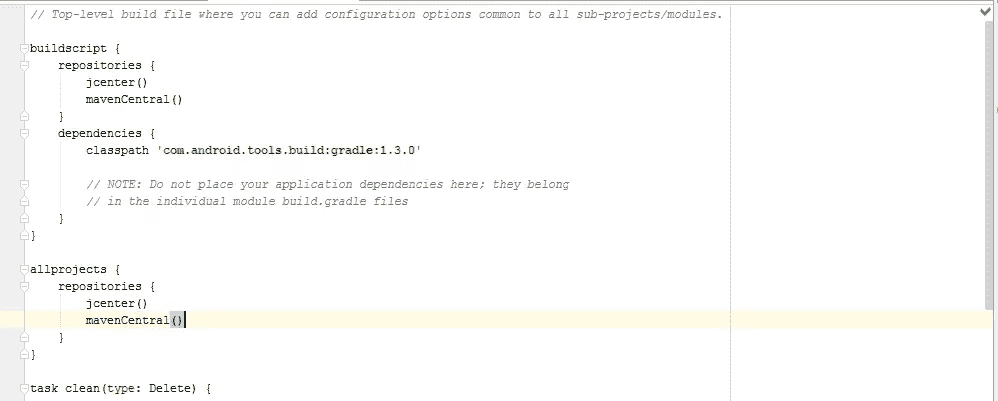 // Top-level build file where you can add configuration options common to all sub-projects/modules.
buildscript {
repositories {
jcenter()
mavenCentral()
}
dependencies {
classpath 'com.android.tools.build:gradle:1.3.0'
// NOTE: Do not place your application dependencies here; they belong
// in the individual module build.gradle files
}
}
allprojects {
repositories {
jcenter()
mavenCentral()
}
}
task clean(type: Delete) {